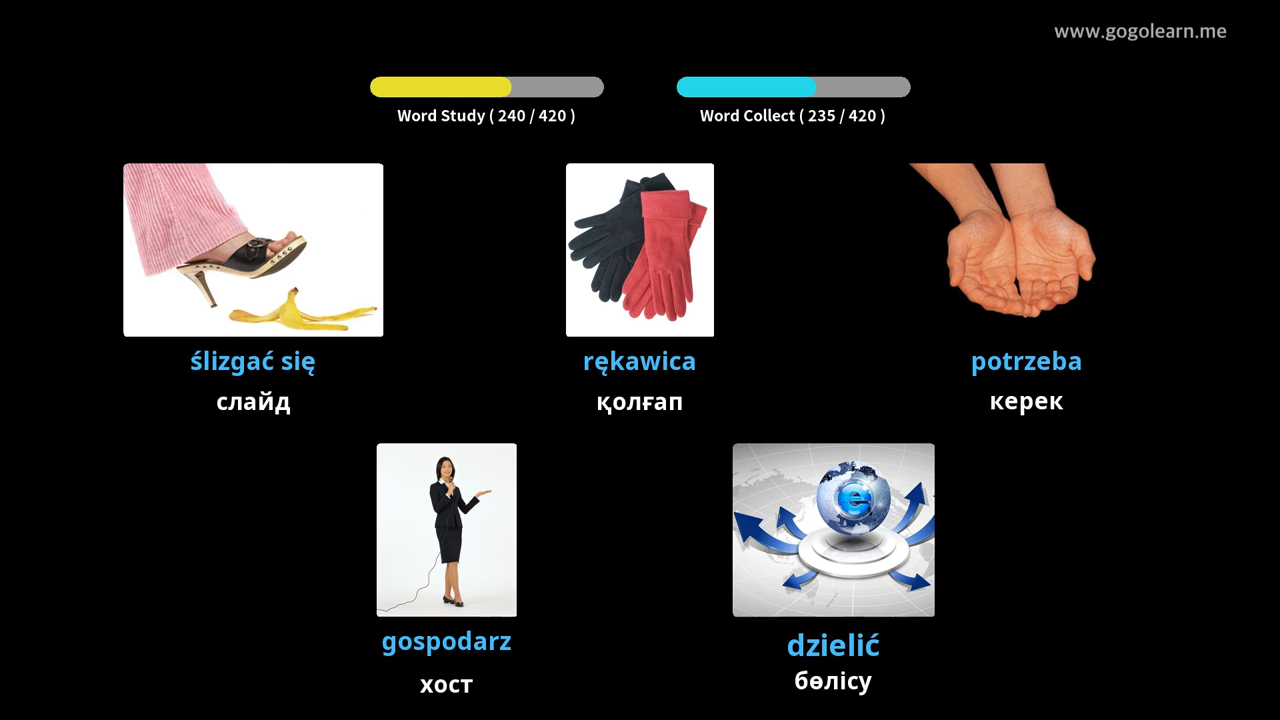 www.gogolearn.me
Word Study ( 240 / 420 )
Word Collect ( 235 / 420 )
ślizgać się
слайд
rękawica
қолғап
potrzeba
керек
gospodarz
хост
e
dzielić
бөлісу